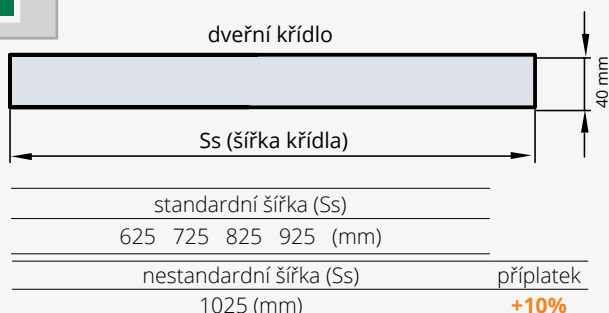 dveřní křídlo
40 mm
Ss (šířka křídla)
standardní šířka (Ss)
625 725 825 925 (mm)
nestandardní šířka (Ss) příplatek
1025 (mm) +10%